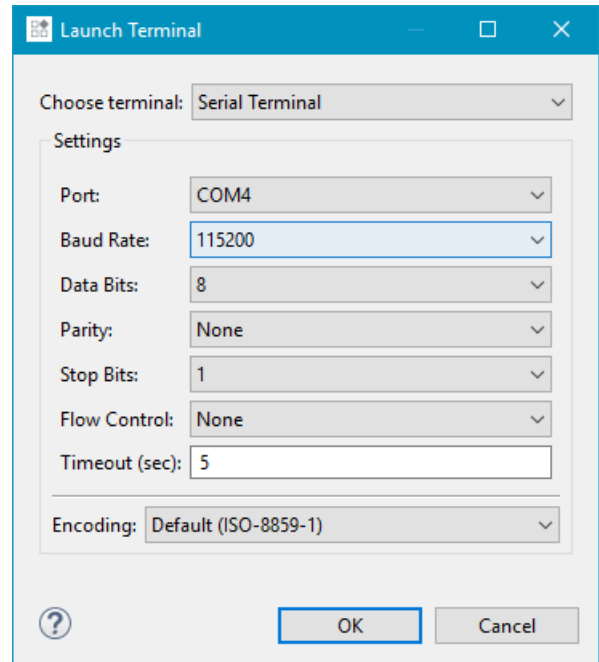 Launch Terminal
Choose terminal: Serial Terminal
Settings
Port: COM4
Baud Rate: 115200
Data Bits: 8
Parity: None
Stop Bits: 1
Flow Control: None
Timeout (sec): 5
Encoding: Default (ISO-8859-1)
? OK Cancel